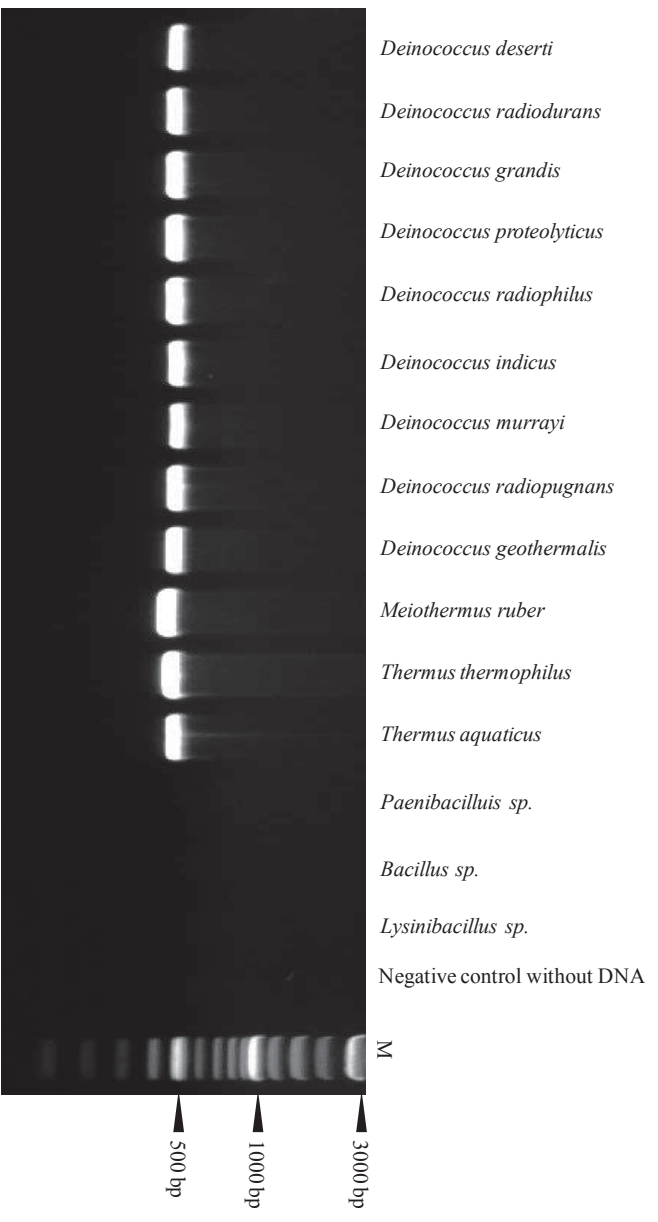 Deinococcus deserti
Deinococcus radiodurans
Deinococcus grandis
Deinococcus proteolyticus
Deinococcus radiophilus
Deinococcus indicus
Deinococcus murrayi
Deinococcus radiopugnans
Deinococcus geothermalis
Meiothermus ruber
Thermus thermophilus
Thermus aquaticus
Paenibacilluis sp.
Bacillus sp.
Lysinibacillus sp.
Negative control without DNA
M
500 bp
1000 bp
3000 bp